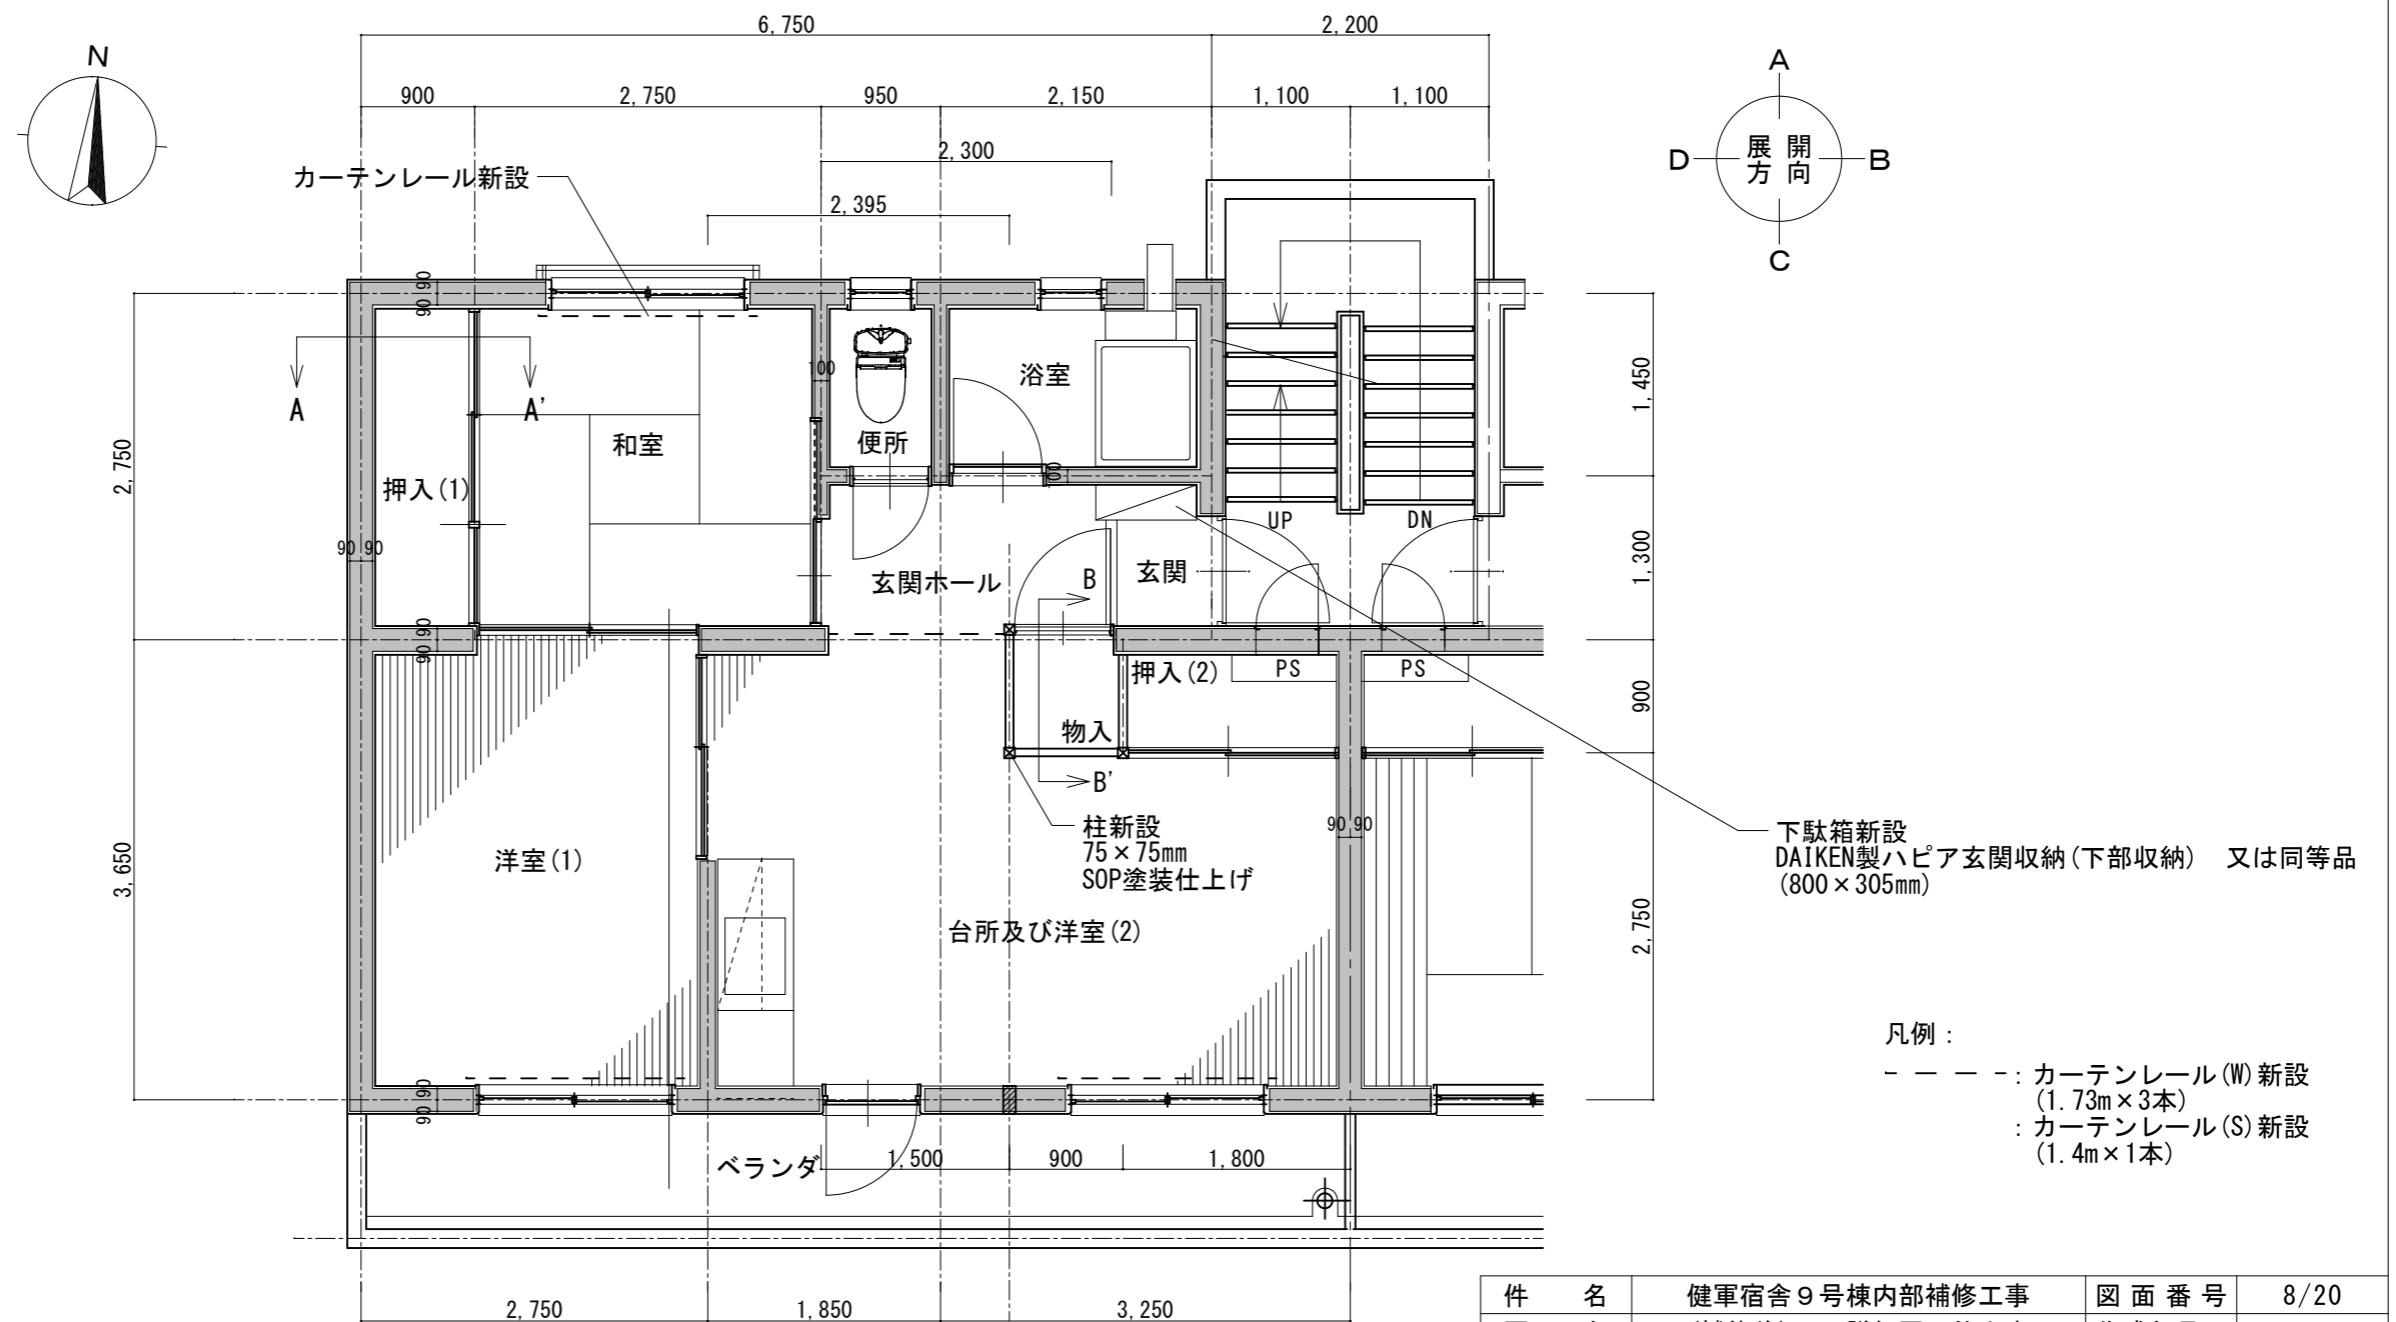 6,750
2,200
N
A
900
2,750
950
2,150
1,100
1,100
展 開
方 向
D
B
C
2,300
カーテンレール新設
2,395
90
90
A
A'
100
浴室
1,450
便所
和室
2,750
押入(1)
100
UP
DN
90 90
玄関ホール
B
玄関
1,300
90
90
押入(2)
PS
PS
900
物入
B'
柱新設
75×75mm
SOP塗装仕上げ
90 90
下駄箱新設
DAIKEN製ハピア玄関収納(下部収納) 又は同等品
(800×305mm)
洋室(1)
3,650
台所及び洋室(2)
2,750
凡例:
: カーテンレール(W)新設
(1.73m×3本)
: カーテンレール(S)新設
(1.4m×1本)
90
90
ベランダ
1,500
900
1,800
2,750
1,850
3,250
件 名
健軍宿舎９号棟内部補修工事
図面番号
8/20